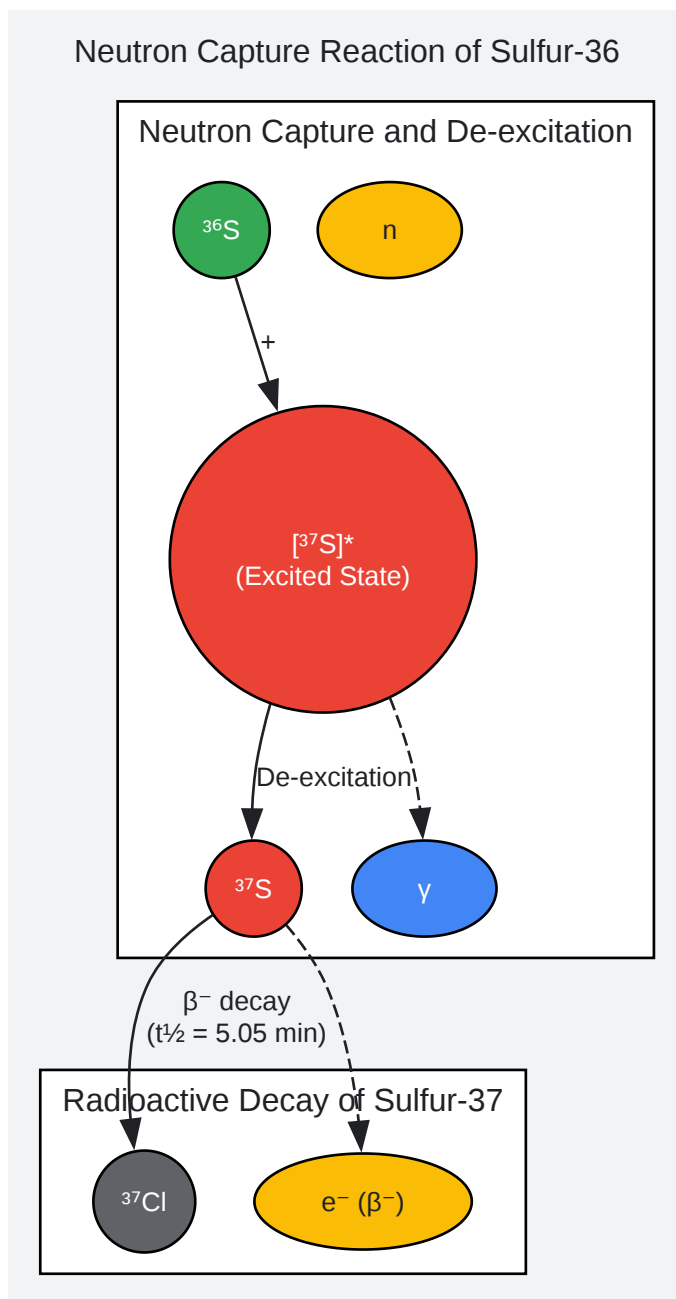 Neutron Capture Reaction of Sulfur-36
Neutron Capture and De-excitation
³⁶S
n
+
[³⁷S]*
(Excited State)
De-excitation
³⁷S
γ
β⁻ decay
(t½ = 5.05 min)
Radioactive Decay of Sulfur-37
³⁷Cl
e⁻ (β⁻)